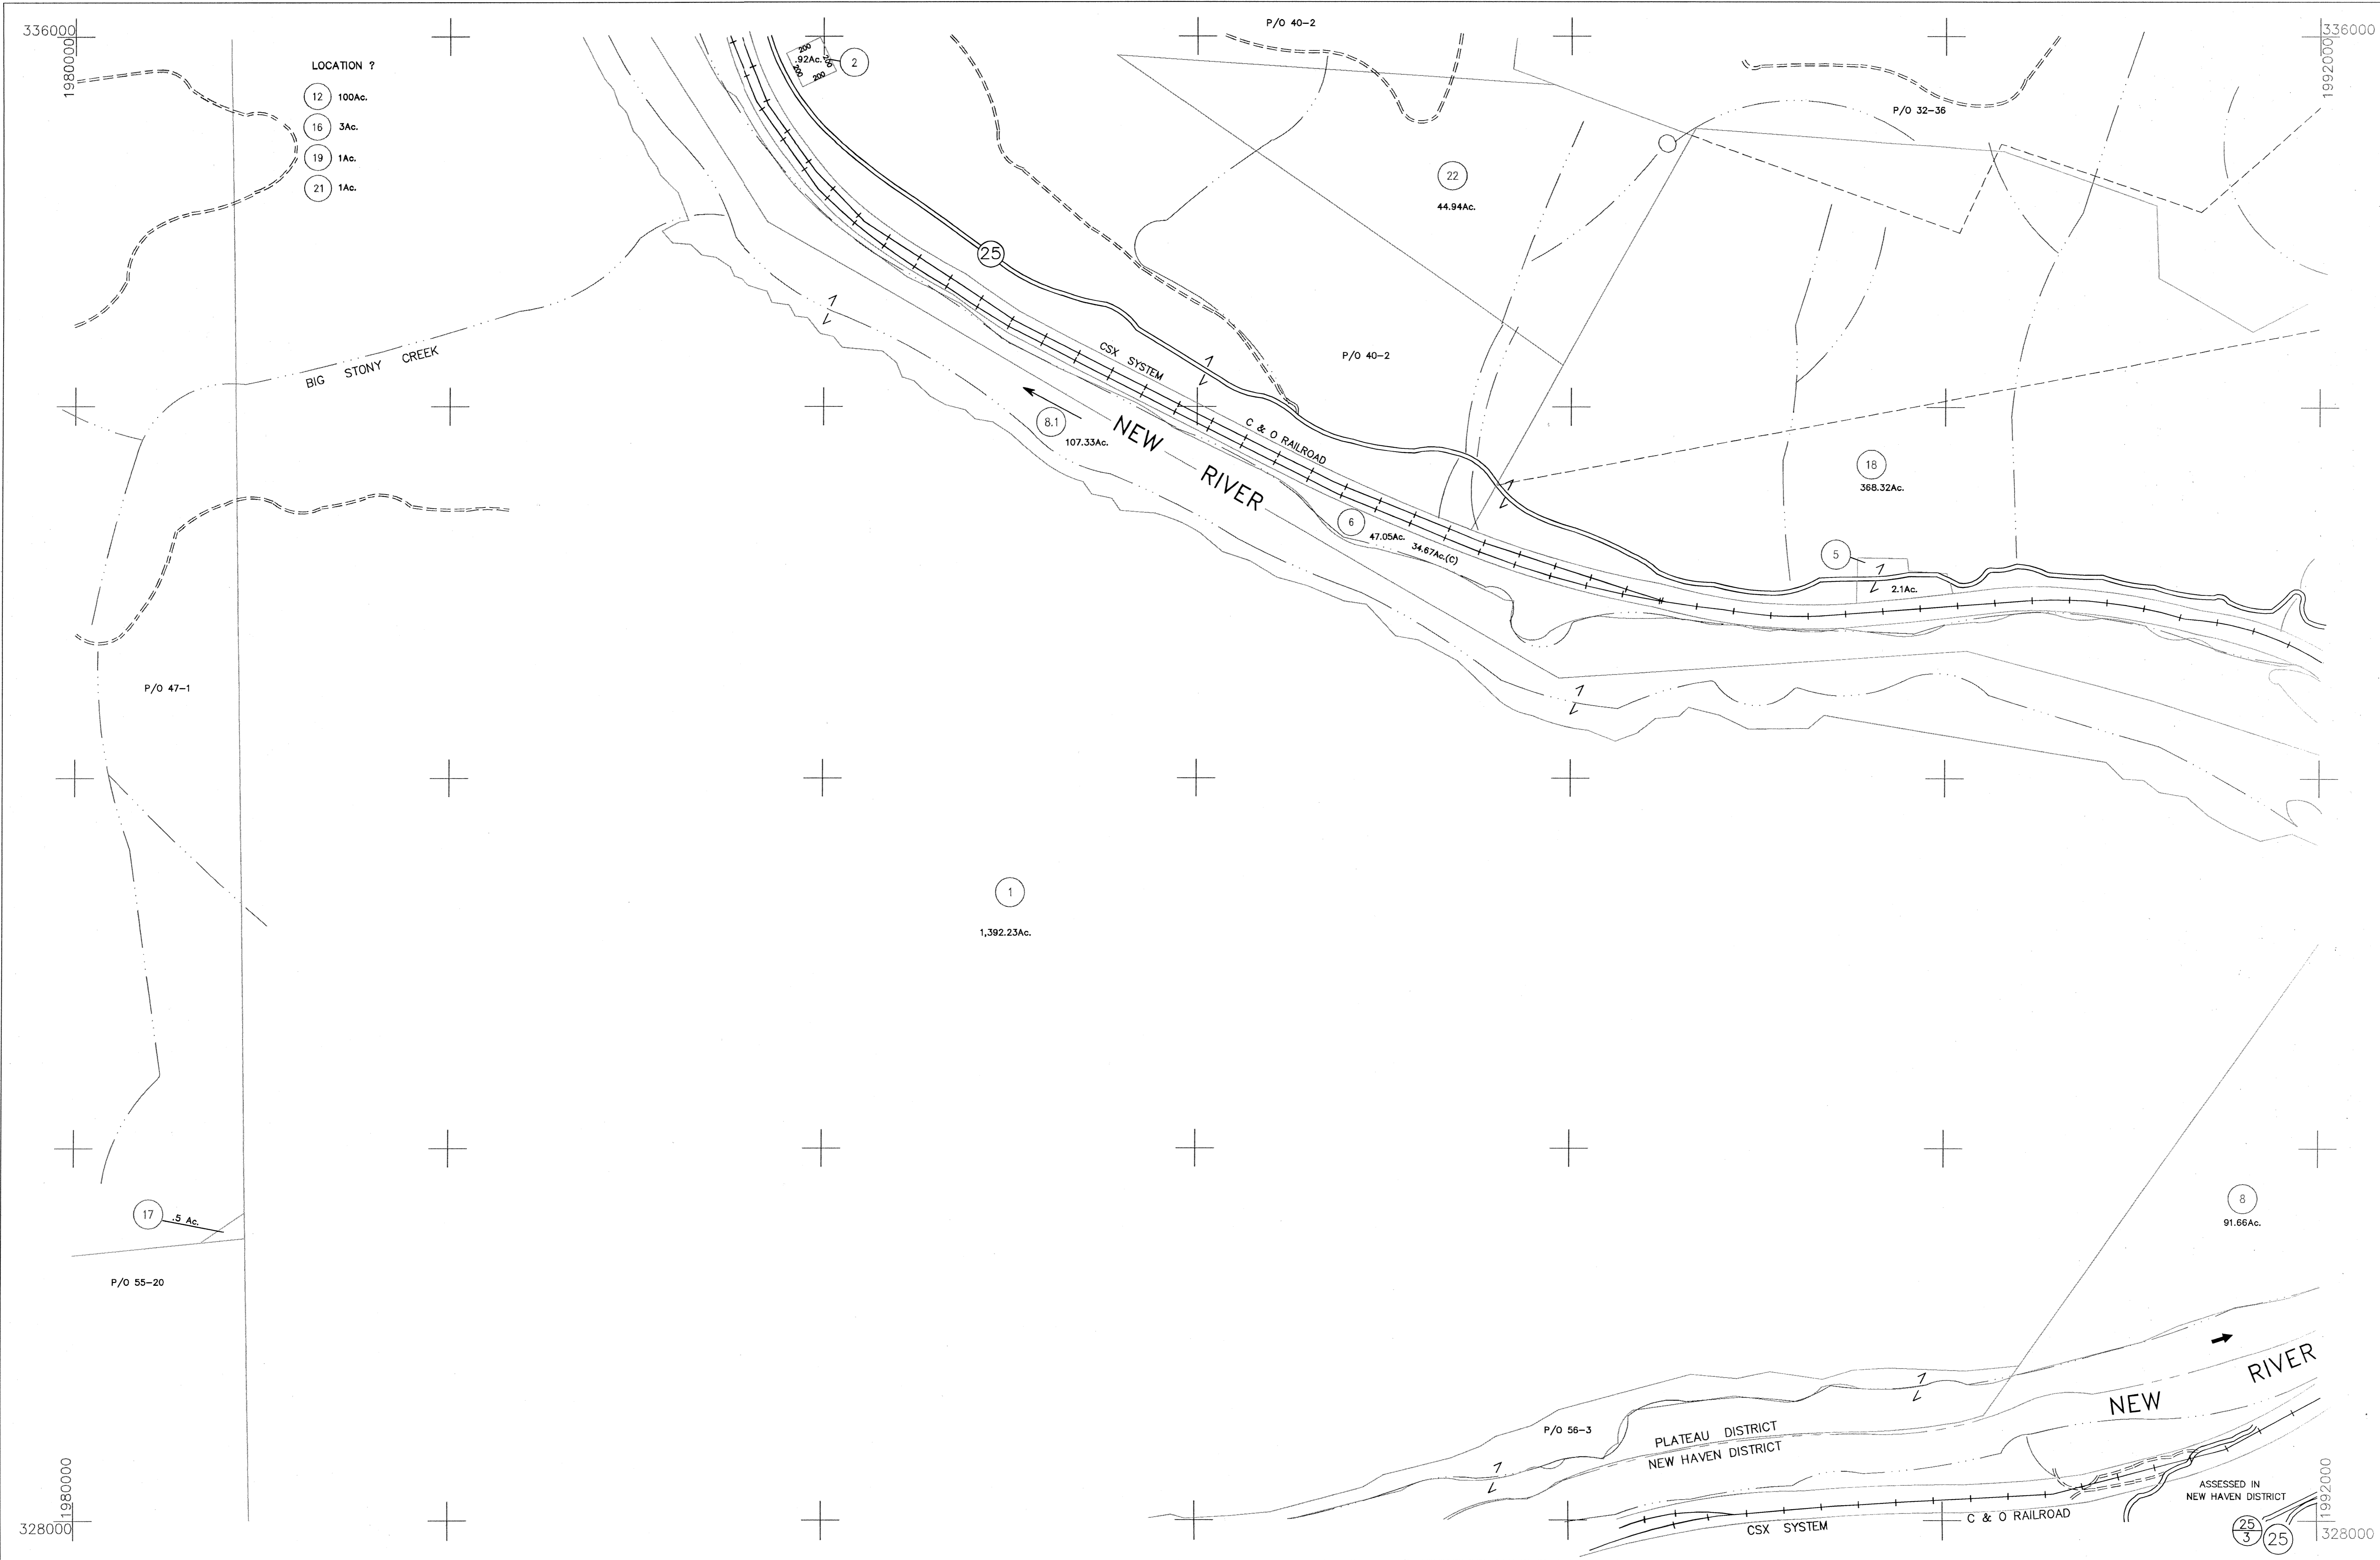 336000
1980000
LOCATION ?
12 100Ac.
16 3Ac.
19 1Ac.
21 1Ac.
200
200
200
200
.92Ac.
2
P/O 40-2
1992000
336000
P/O 32-36
22
44.94Ac.
25
BIG STONY CREEK
CSX SYSTEM
P/O 40-2
8.1
107.33Ac.
NEW RIVER
C & O RAILROAD
18
368.32Ac.
6
47.05Ac. 34.67Ac.(C)
5
2.1Ac.
P/O 47-1
1
1,392.23Ac.
17 .5 Ac.
8
91.66Ac.
P/O 55-20
NEW RIVER
P/O 56-3
PLATEAU DISTRICT
NEW HAVEN DISTRICT
1980000
328000
CSX SYSTEM
C & O RAILROAD
ASSESSED IN
NEW HAVEN DISTRICT
25
3
25
1992000
328000